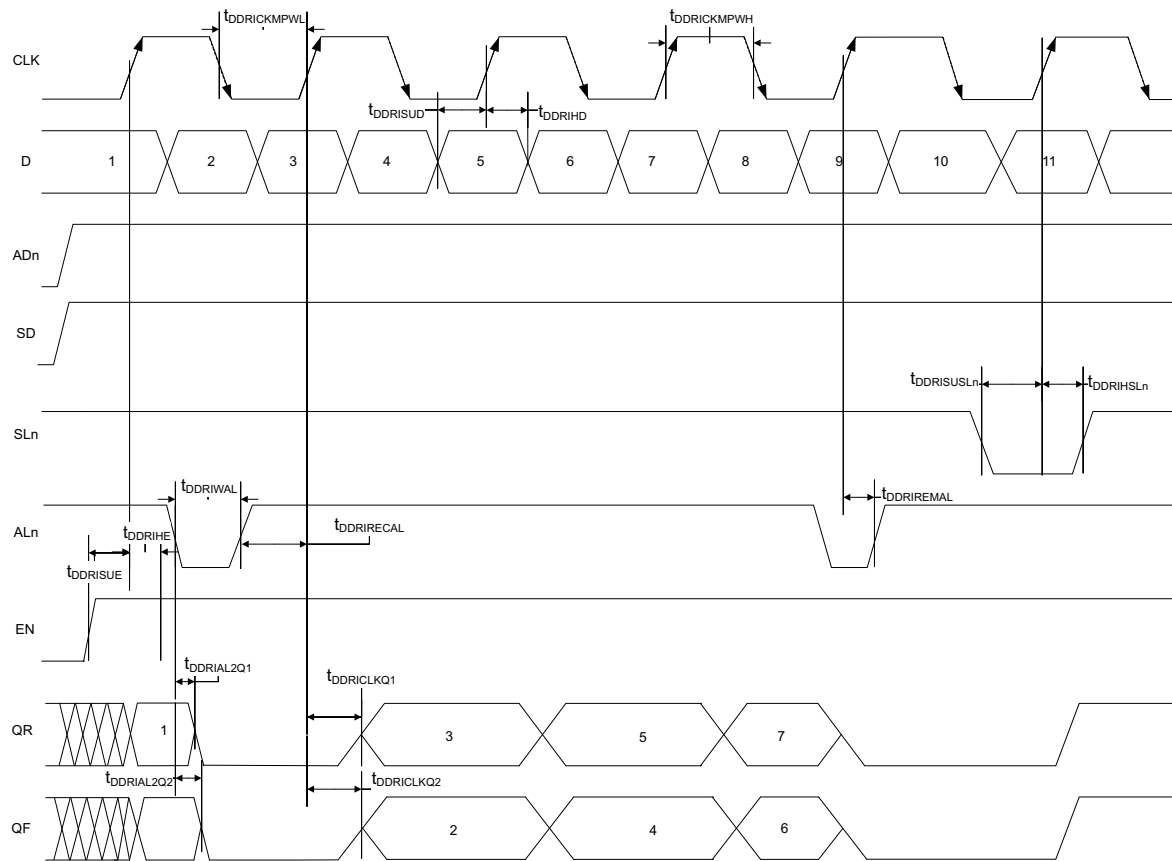 tDDRICKMPWL
tDDRICKMPWH
CLK
tDDRISUD
tDDRIHD
D
1 2 3 4 5 6 7 8 9 10 11
ADn
SD
tDDRISUSLn
tDDRIHSLn
SLn
tDDRIWAL
tDDRIREMAL
ALn
tDDRIHE
tDDRIRECAL
tDDRISUE
EN
tDDRIAL2Q1
tDDRICLKQ1
QR
1 3 5 7
tDDRIAL2Q2
tDDRICLKQ2
QF
2 4 6